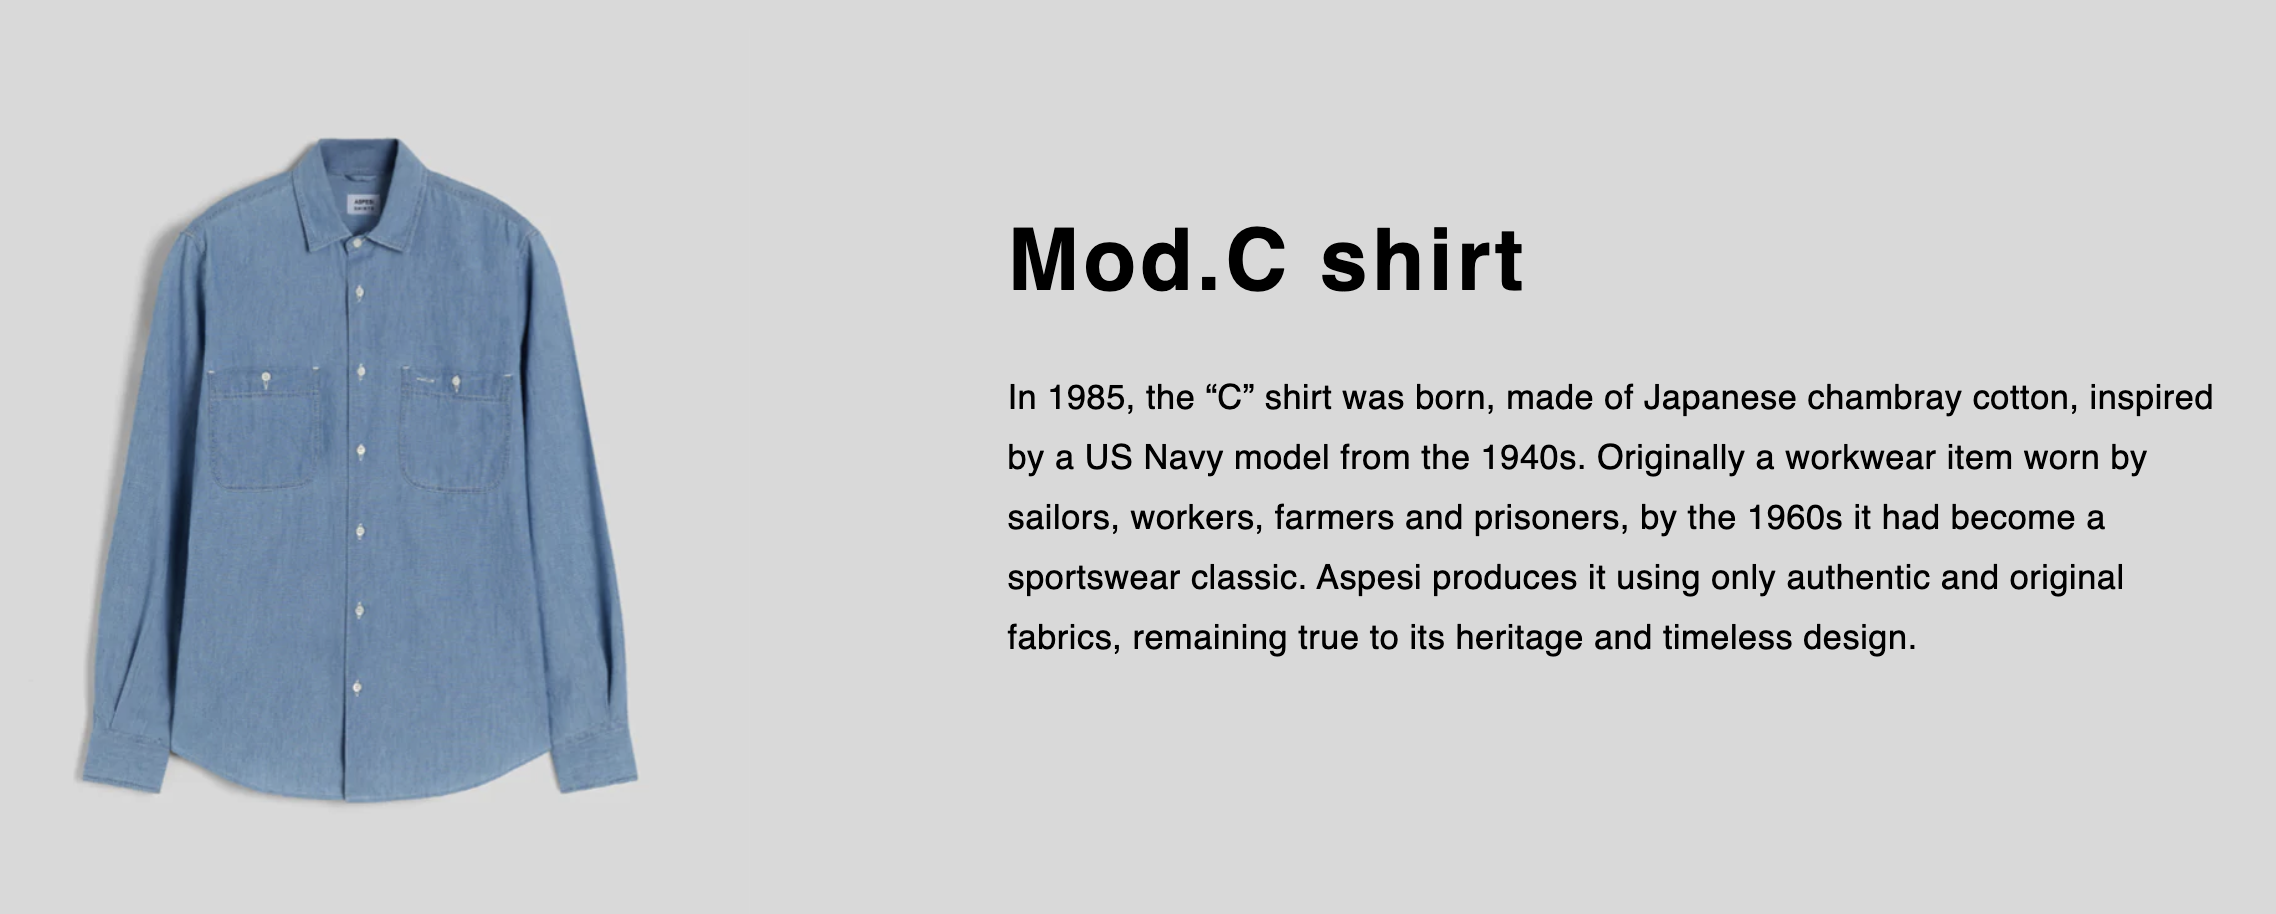 ASPESI
SHIRTS
Mod.C shirt
In 1985, the “C” shirt was born, made of Japanese chambray cotton, inspired
by a US Navy model from the 1940s. Originally a workwear item worn by
sailors, workers, farmers and prisoners, by the 1960s it had become a
sportswear classic. Aspesi produces it using only authentic and original
fabrics, remaining true to its heritage and timeless design.